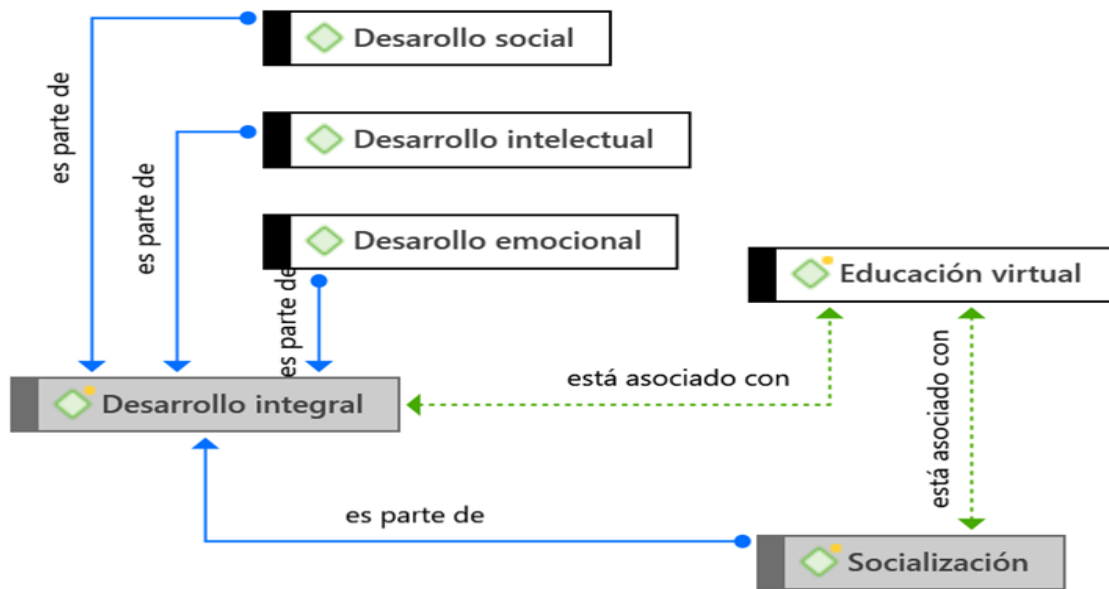 Desarollo social
es parte de
Desarrollo intelectual
es parte de
Desarollo emocional
es parte de
Educación virtual
está asociado con
está asociado con
Desarrollo integral
es parte de
Socialización